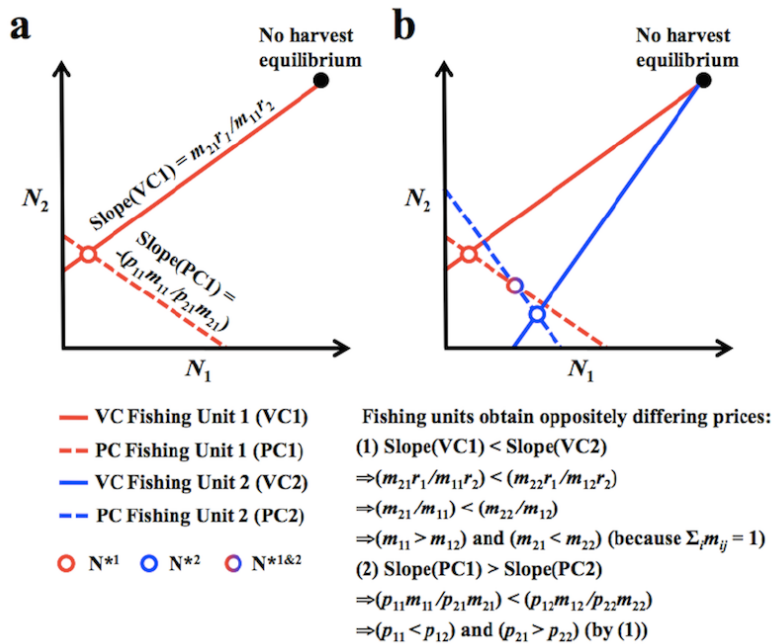 a
No harvest
equilibrium
N₂
Slope(VC1) = m₂₁r₁/m₁₁r₂
Slope(PC1) =
-(p₁₁m₁₁/p₂₁m₂₁)
N₁
b
No harvest
equilibrium
N₂
N₁
VC Fishing Unit 1 (VC1)
PC Fishing Unit 1 (PC1)
VC Fishing Unit 2 (VC2)
PC Fishing Unit 2 (PC2)
N*¹ N*² N*¹&²
Fishing units obtain oppositely differing prices:
(1) Slope(VC1) < Slope(VC2)
⇒(m₂₁r₁/m₁₁r₂) < (m₂₂r₁/m₁₂r₂)
⇒(m₂₁/m₁₁) < (m₂₂/m₁₂)
⇒(m₁₁ > m₁₂) and (m₂₁ < m₂₂) (because Σᵢmᵢⱼ = 1)
(2) Slope(PC1) > Slope(PC2)
⇒(p₁₁m₁₁/p₂₁m₂₁) < (p₁₂m₁₂/p₂₂m₂₂)
⇒(p₁₁ < p₁₂) and (p₂₁ > p₂₂) (by (1))